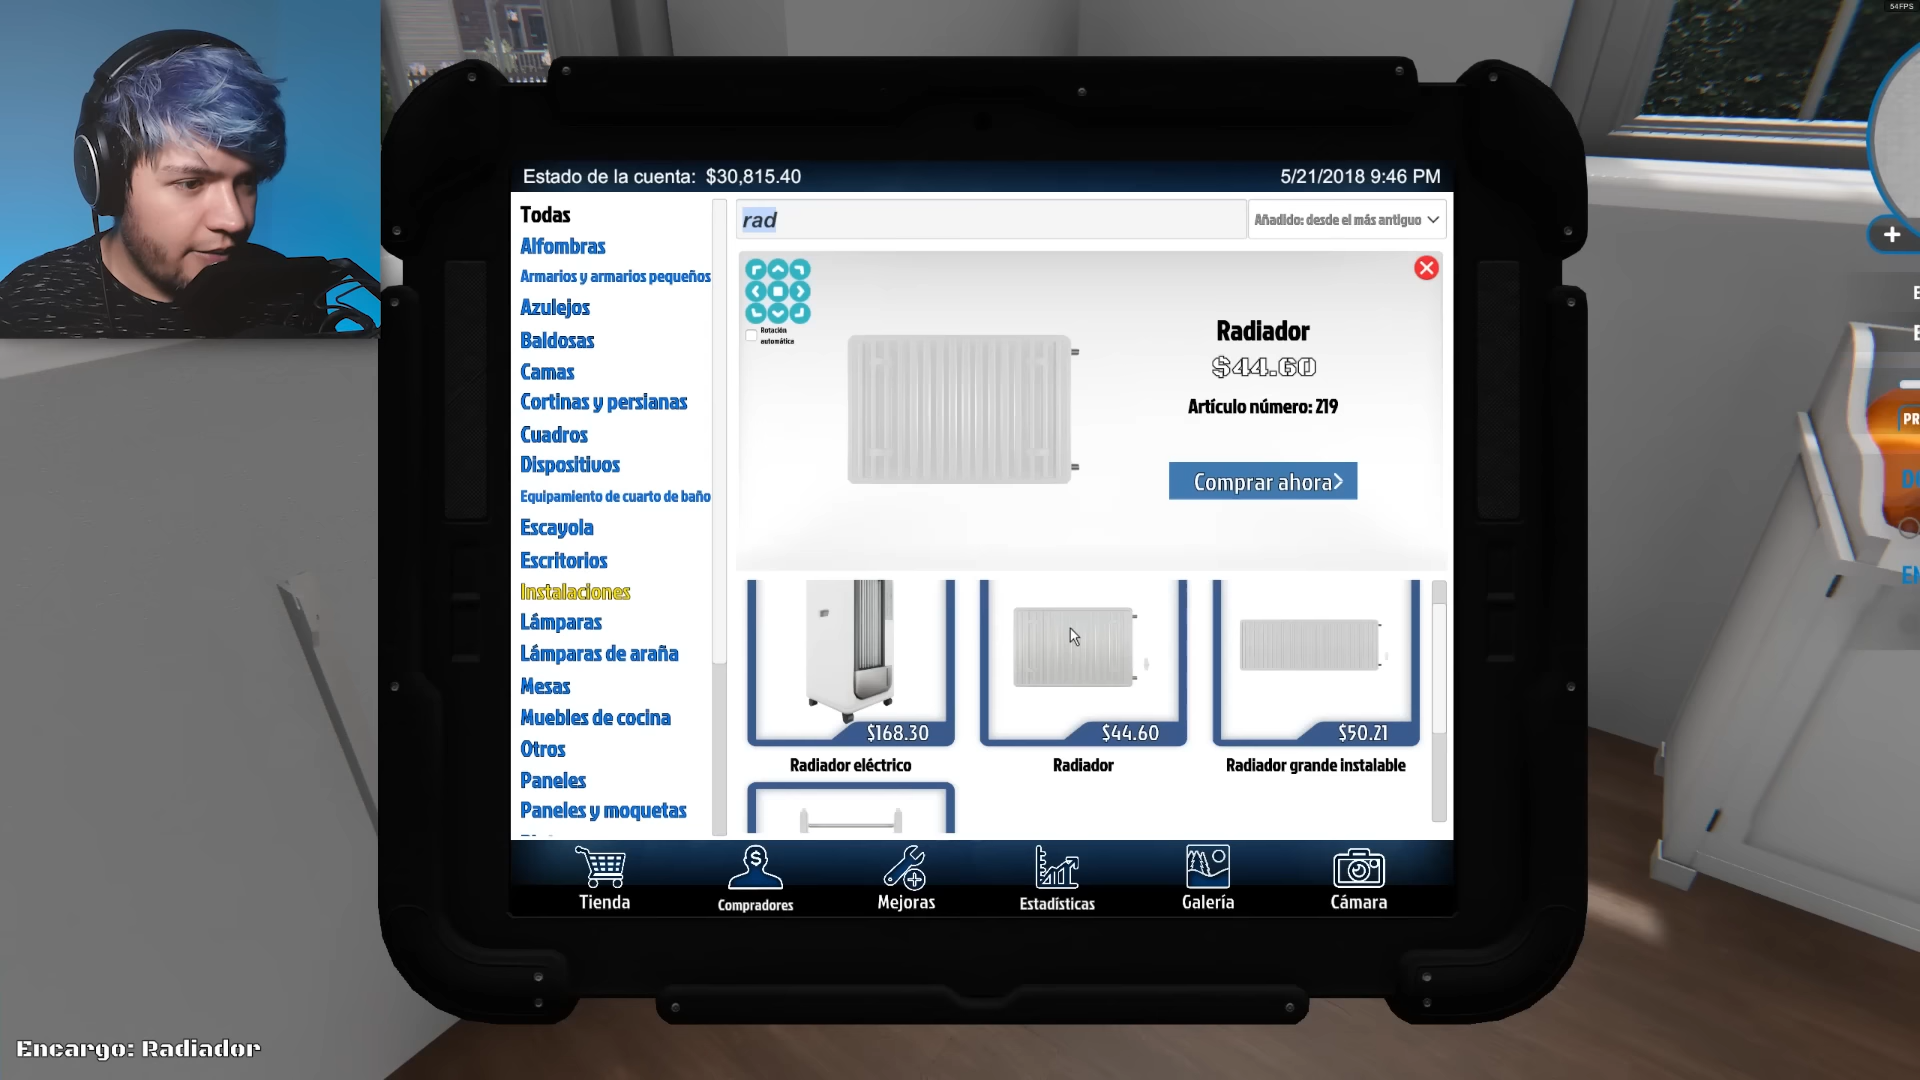 54FPS
Estado de la cuenta: $30,815.40
5/21/2018 9:46 PM
Todas
Alfombras
Armarios y armarios pequeños
Azulejos
Baldosas
Camas
Cortinas y persianas
Cuadros
Dispositivos
Equipamiento de cuarto de baño
Escayola
Escritorios
Instalaciones
Lámparas
Lámparas de araña
Mesas
Muebles de cocina
Otros
Paneles
Paneles y moquetas
rad
Añadido: desde el más antiguo
Rotación
automática
Radiador
$44.60
Artículo número: 219
Comprar ahora>
$168.30
$44.60
$50.21
Radiador eléctrico
Radiador
Radiador grande instalable
Tienda
Compradores
Mejoras
Estadísticas
Galería
Cámara
PR
Encargo: Radiador